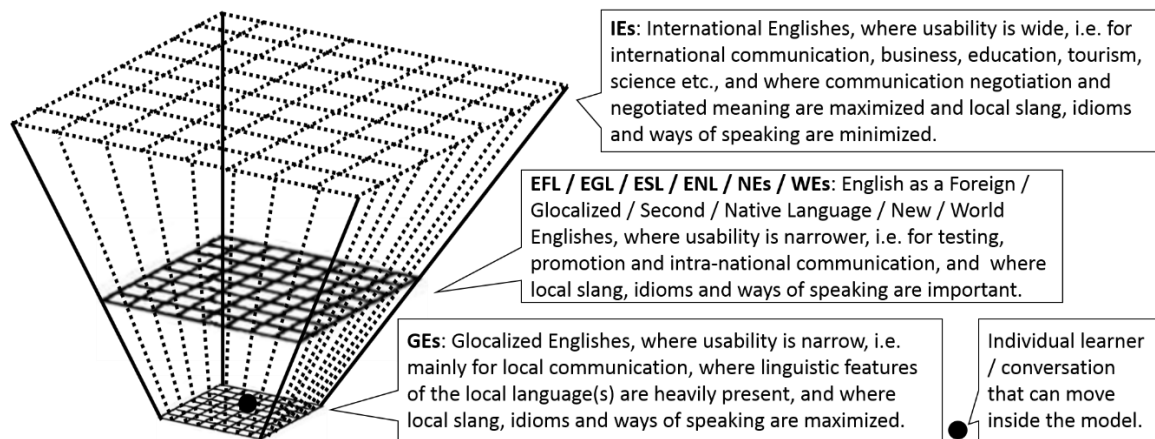 IEs: International Englishes, where usability is wide, i.e. for
international communication, business, education, tourism,
science etc., and where communication negotiation and
negotiated meaning are maximized and local slang, idioms
and ways of speaking are minimized.
EFL / EGL / ESL / ENL / NEs / WEs: English as a Foreign /
Glocalized / Second / Native Language / New / World
Englishes, where usability is narrower, i.e. for testing,
promotion and intra-national communication, and where
local slang, idioms and ways of speaking are important.
GEs: Glocalized Englishes, where usability is narrow, i.e.
mainly for local communication, where linguistic features
of the local language(s) are heavily present, and where
local slang, idioms and ways of speaking are maximized.
Individual learner
/ conversation
that can move
inside the model.